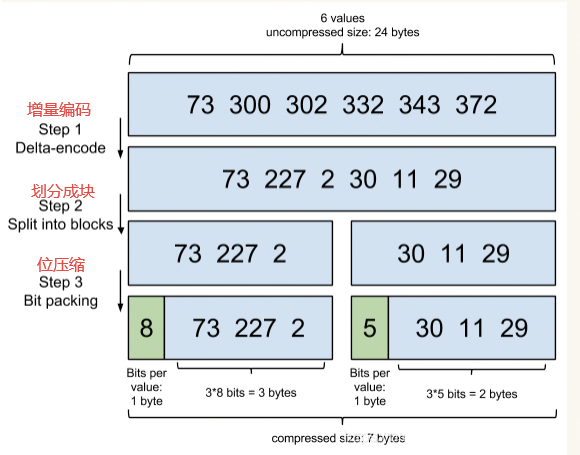 6 values
uncompressed size: 24 bytes
73 300 302 332 343 372
增量编码
Step 1
Delta-encode
73 227 2 30 11 29
划分成块
Step 2
Split into blocks
73 227 2
30 11 29
位压缩
Step 3
Bit packing
8
73 227 2
5
30 11 29
Bits per
value:
1 byte
3*8 bits = 3 bytes
Bits per
value:
1 byte
3*5 bits = 2 bytes
compressed size: 7 bytes